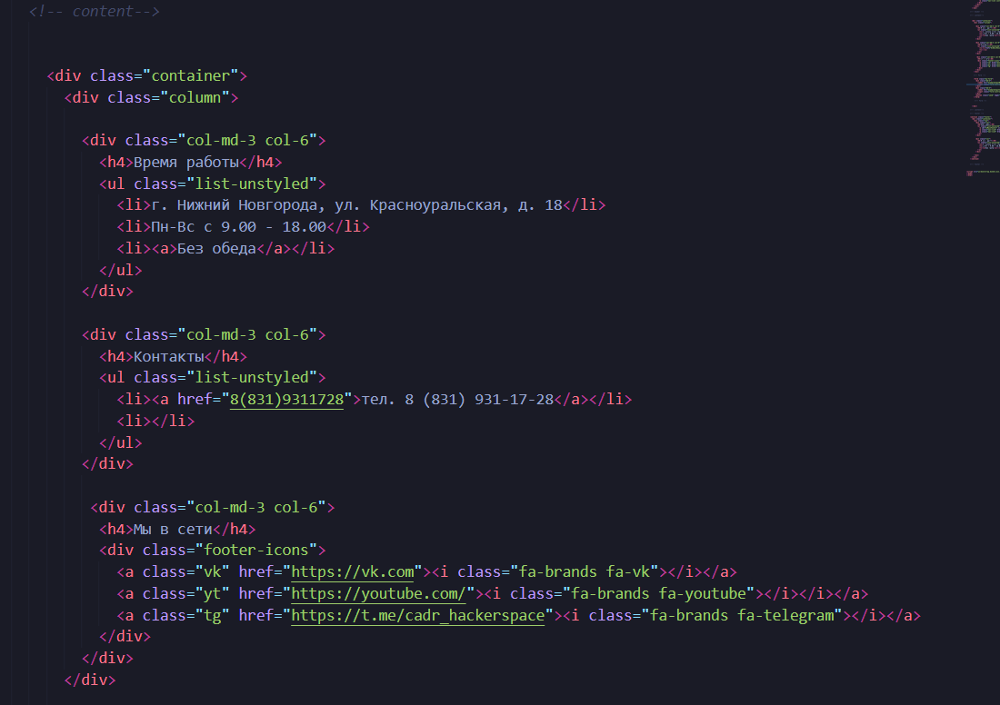 <!-- content-->
<div class="container">
<div class="column">
<div class="col-md-3 col-6">
<h4>Время работы</h4>
<ul class="list-unstyled">
<li>г. Нижний Новгорода, ул. Красноуральская, д. 18</li>
<li>Пн-Вс с 9.00 - 18.00</li>
<li><a>Без обеда</a></li>
</ul>
</div>
<div class="col-md-3 col-6">
<h4>Контакты</h4>
<ul class="list-unstyled">
<li><a href="8(831)9311728">тел. 8 (831) 931-17-28</a></li>
<li></li>
</ul>
</div>
<div class="col-md-3 col-6">
<h4>Мы в сети</h4>
<div class="footer-icons">
<a class="vk" href="https://vk.com"><i class="fa-brands fa-vk"></i></a>
<a class="yt" href="https://youtube.com/"><i class="fa-brands fa-youtube"></i></i></a>
<a class="tg" href="https://t.me/cadr_hackerspace"><i class="fa-brands fa-telegram"></i></a>
</div>
</div>
</div>